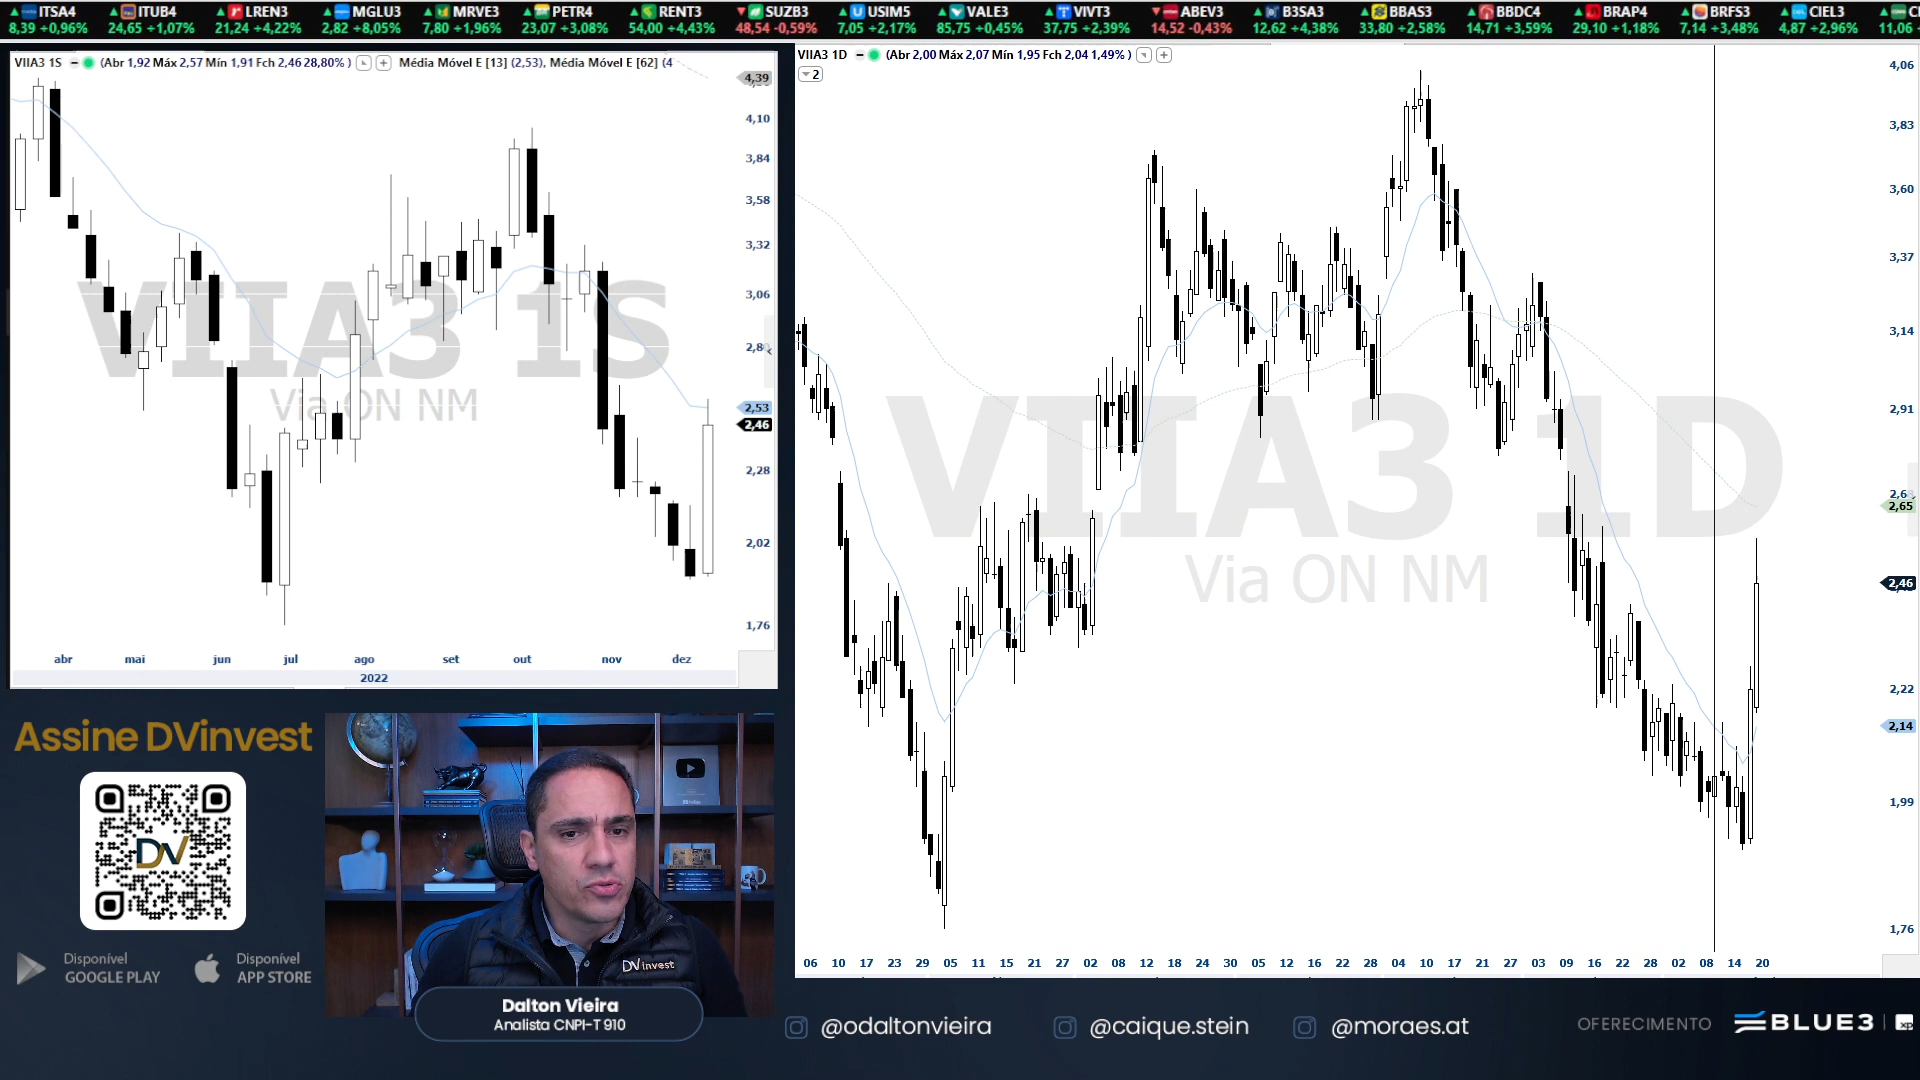 ▲ ITSA4 ▲ ITUB4 ▲ LREN3 ▲ MGLU3 ▲ MRVE3 ▲ PETR4 ▲ RENT3 ▼ SUZB3 ▲ USIM5 ▲ VALE3 ▲ VIVT3 ▼ ABEV3 ▲ B3SA3 ▲ BBAS3 ▲ BBDC4 ▲ BRAP4 ▲ BRFS3 ▲ CIEL3 ▲
8,39 +0,96% 24,65 +1,07% 21,24 +4,22% 2,82 +8,05% 7,80 +1,96% 23,07 +3,08% 54,00 +4,43% 48,54 -0,59% 7,05 +2,17% 85,75 +0,45% 37,75 +2,39% 14,52 -0,43% 12,62 +4,38% 33,80 +2,58% 14,71 +3,59% 29,10 +1,18% 7,14 +3,48% 4,87 +2,96% 11,06
VIIA3 1S (Abr 1,92 Máx 2,57 Mín 1,91 Fch 2,46 28,80% ) Média Móvel E [13] (2,53), Média Móvel E [62] (4
4,39
4,10
3,84
3,58
3,32
3,06
2,53
2,46
2,28
2,02
1,76
VIIA3 1S
Via ON NM
abr mai jun jul ago set out nov dez
2022
VIIA3 1D (Abr 2,00 Máx 2,07 Mín 1,95 Fch 2,04 1,49% )
2
4,06
3,83
3,60
3,37
3,14
2,91
2,65
2,46
2,22
2,14
1,99
1,76
VIIA3 1D
Via ON NM
06 10 17 23 29 05 11 15 21 27 02 08 12 18 24 30 05 12 16 22 28 04 10 17 21 27 03 09 16 22 28 02 08 14 20
Assine DVinvest
DV
Disponível
GOOGLE PLAY
Disponível
APP STORE
DVinvest
Dalton Vieira
Analista CNPI-T 910
@odaltonvieira
@caique.stein
@moraes.at
OFERECIMENTO
BLUE3
xp